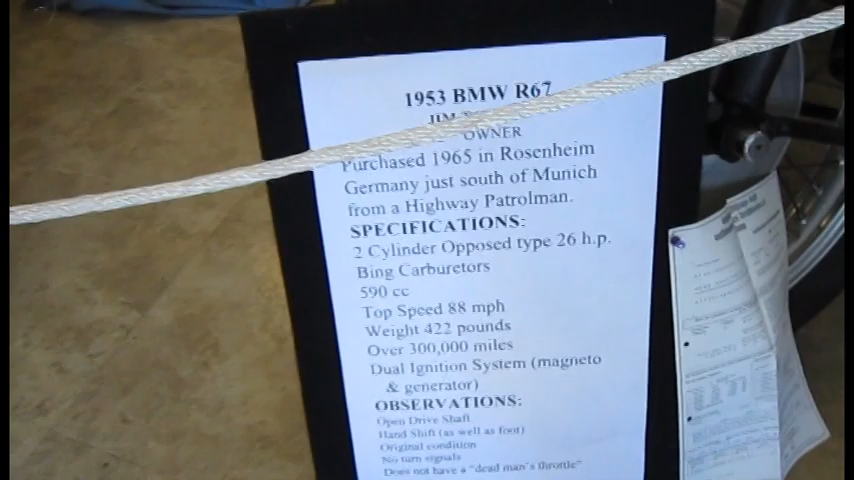 1953 BMW R67
JIM
OWNER
Purchased 1965 in Rosenheim
Germany just south of Munich
from a Highway Patrolman.
SPECIFICATIONS:
2 Cylinder Opposed type 26 h.p.
Bing Carburetors
590 cc
Top Speed 88 mph
Weight 422 pounds
Over 300,000 miles
Dual Ignition System (magneto
& generator)
OBSERVATIONS:
Open Drive Shaft
Hand Shift (as well as foot)
Original condition
No turn signals
Does not have a "dead man's throttle"